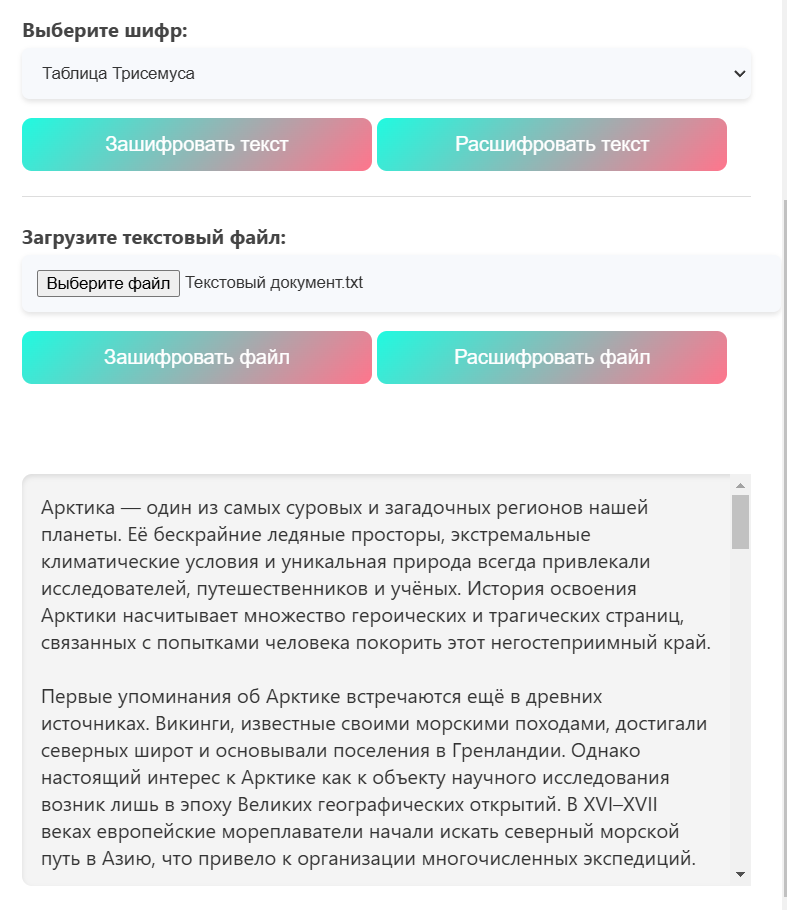 Выберите шифр:
Таблица Трисемуса
Зашифровать текст Расшифровать текст
Загрузите текстовый файл:
Выберите файл Текстовый документ.txt
Зашифровать файл Расшифровать файл
Арктика — один из самых суровых и загадочных регионов нашей
планеты. Её бескрайние ледяные просторы, экстремальные
климатические условия и уникальная природа всегда привлекали
исследователей, путешественников и учёных. История освоения
Арктики насчитывает множество героических и трагических страниц,
связанных с попытками человека покорить этот негостеприимный край.
Первые упоминания об Арктике встречаются ещё в древних
источниках. Викинги, известные своими морскими походами, достигали
северных широт и основывали поселения в Гренландии. Однако
настоящий интерес к Арктике как к объекту научного исследования
возник лишь в эпоху Великих географических открытий. В XVI–XVII
веках европейские мореплаватели начали искать северный морской
путь в Азию, что привело к организации многочисленных экспедиций.